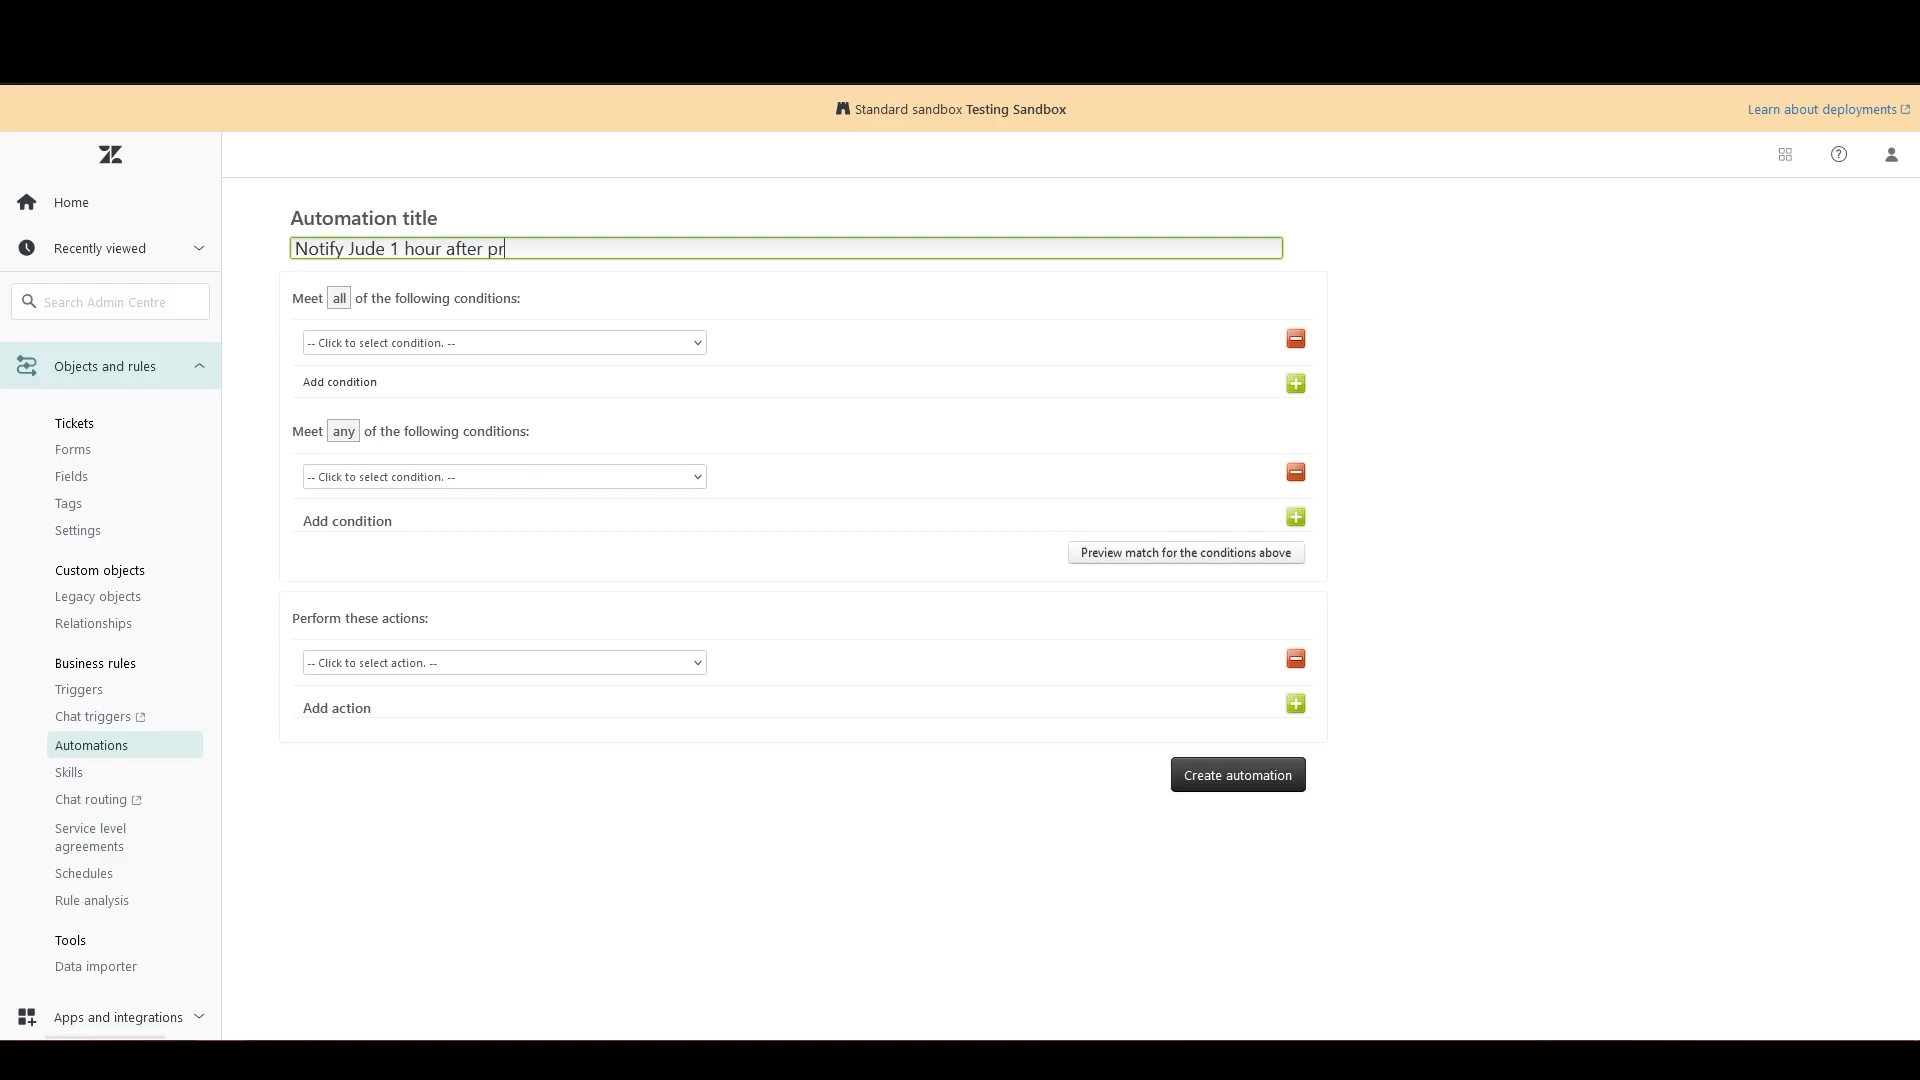 Standard sandbox Testing Sandbox
Learn about deployments
Home
Recently viewed
Search Admin Centre
Objects and rules
Tickets
Forms
Fields
Tags
Settings
Custom objects
Legacy objects
Relationships
Business rules
Triggers
Chat triggers
Automations
Skills
Chat routing
Service level
agreements
Schedules
Rule analysis
Tools
Data importer
Apps and integrations
Automation title
Notify Jude 1 hour after pr
Meet all of the following conditions:
-- Click to select condition. --
Add condition
Meet any of the following conditions:
-- Click to select condition. --
Add condition
Preview match for the conditions above
Perform these actions:
-- Click to select action. --
Add action
Create automation